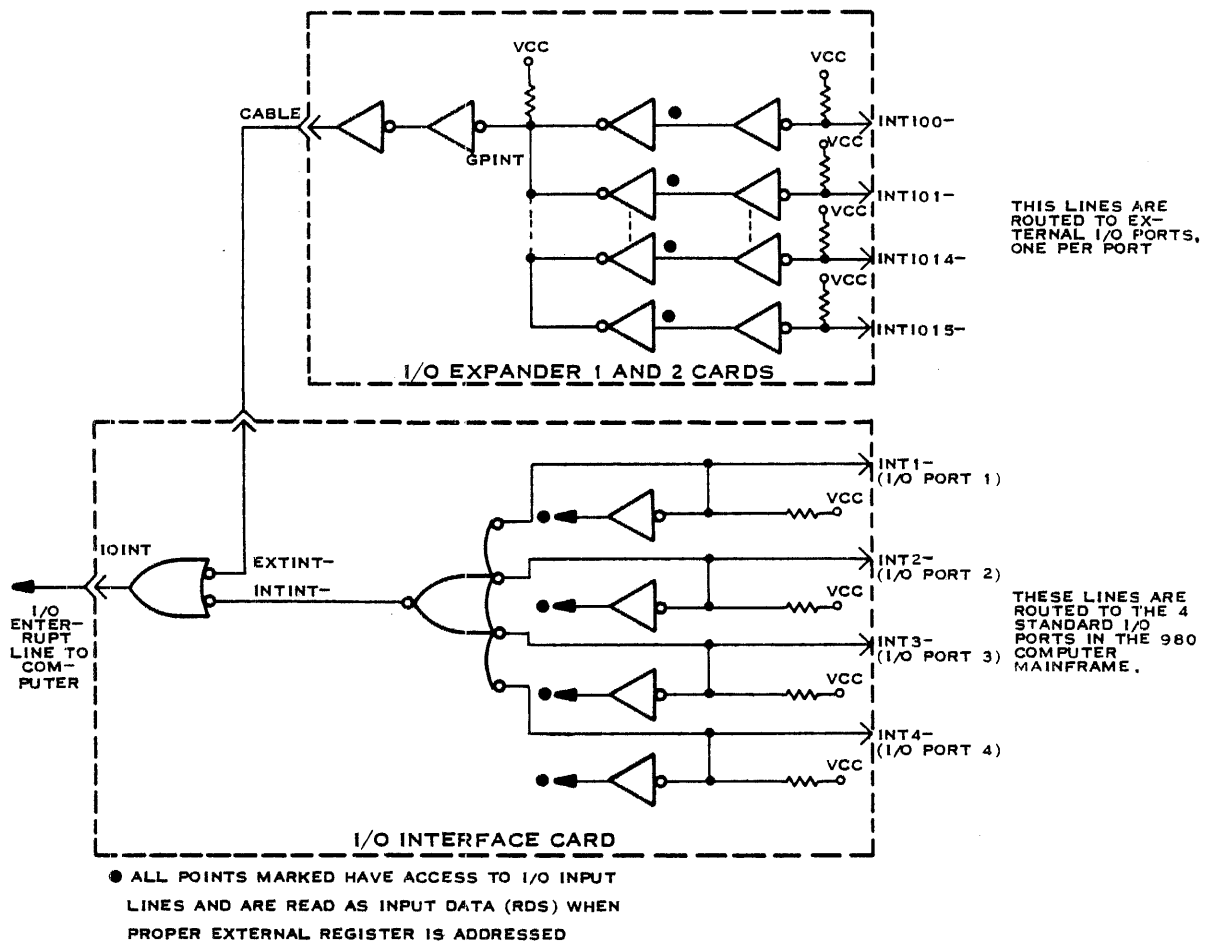 VCC
VCC
CABLE
INTI00-
GPINT
VCC
INTI01-
VCC
THIS LINES ARE
ROUTED TO EX-
TERNAL I/O PORTS,
ONE PER PORT
INTI014-
VCC
INTI015-
I/O EXPANDER 1 AND 2 CARDS
INT1-
(I/O PORT 1)
VCC
IOINT
EXTINT-
INTINT-
INT2-
(I/O PORT 2)
VCC
I/O
ENTER-
RUPT
LINE TO
COM-
PUTER
THESE LINES ARE
ROUTED TO THE 4
STANDARD I/O
PORTS IN THE 980
COMPUTER
MAINFRAME.
INT3-
(I/O PORT 3)
VCC
INT4-
(I/O PORT 4)
VCC
I/O INTERFACE CARD
● ALL POINTS MARKED HAVE ACCESS TO I/O INPUT
LINES AND ARE READ AS INPUT DATA (RDS) WHEN
PROPER EXTERNAL REGISTER IS ADDRESSED